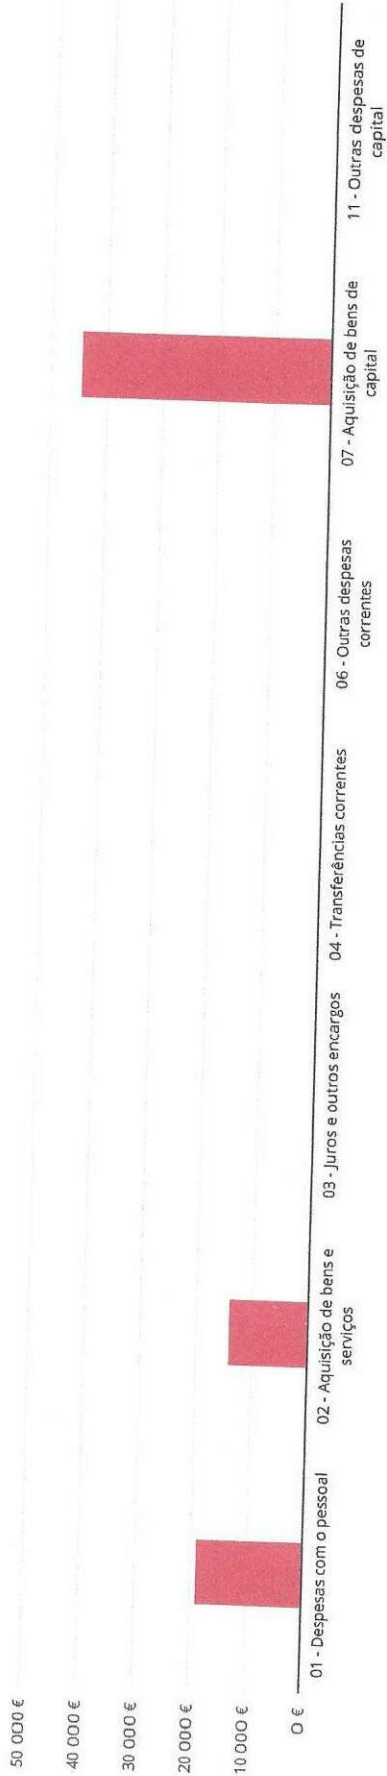 50 000 €
40 000 €
30 000 €
20 000 €
10 000 €
0 €
01 - Despesas com o pessoal
02 - Aquisição de bens e
serviços
03 - Juros e outros encargos
04 - Transferências correntes
06 - Outras despesas
correntes
07 - Aquisição de bens de
capital
11 - Outras despesas de
capital